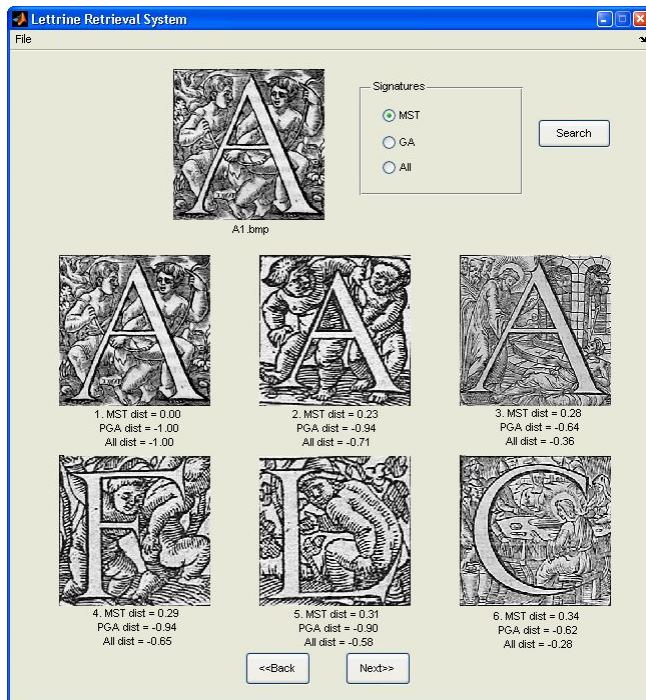 Lettrine Retrieval System
File
Signatures
MST
GA
All
Search
A
A1.bmp
A
A
A
1. MST dist = 0.00
PGA dist = -1.00
All dist = -1.00
2. MST dist = 0.23
PGA dist = -0.94
All dist = -0.71
3. MST dist = 0.28
PGA dist = -0.64
All dist = -0.36
F
L
C
4. MST dist = 0.29
PGA dist = -0.94
All dist = -0.65
5. MST dist = 0.31
PGA dist = -0.90
All dist = -0.58
6. MST dist = 0.34
PGA dist = -0.62
All dist = -0.28
<<Back
Next>>